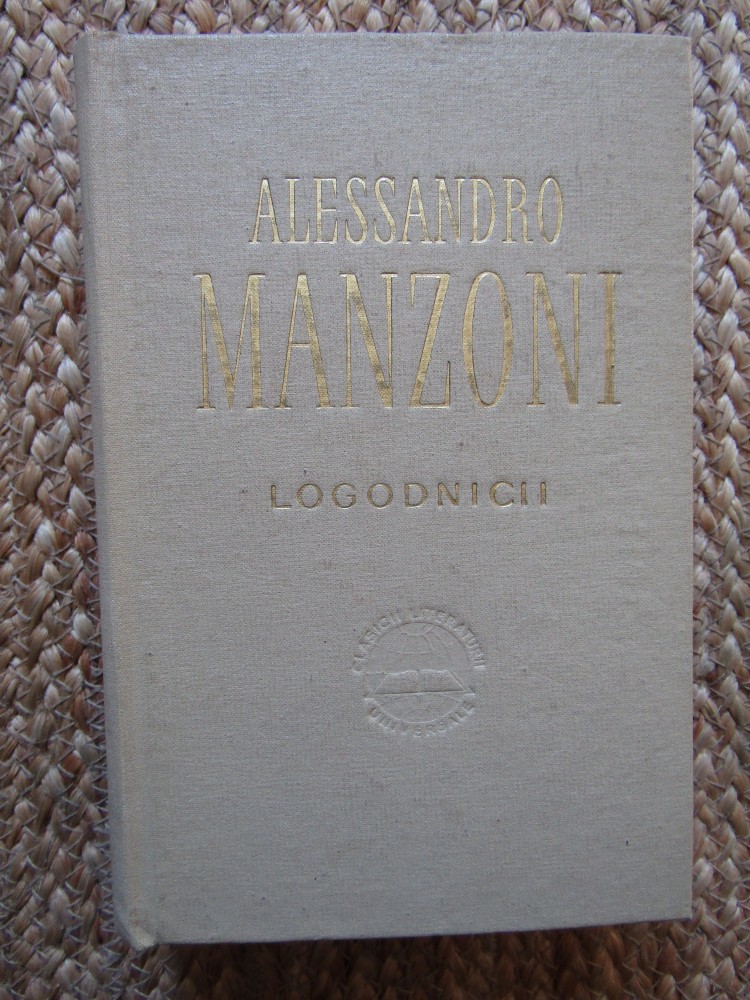 ALESSANDRO
MANZONI
LOGODNICII
CLASICII LITERATURII
UNIVERSALE